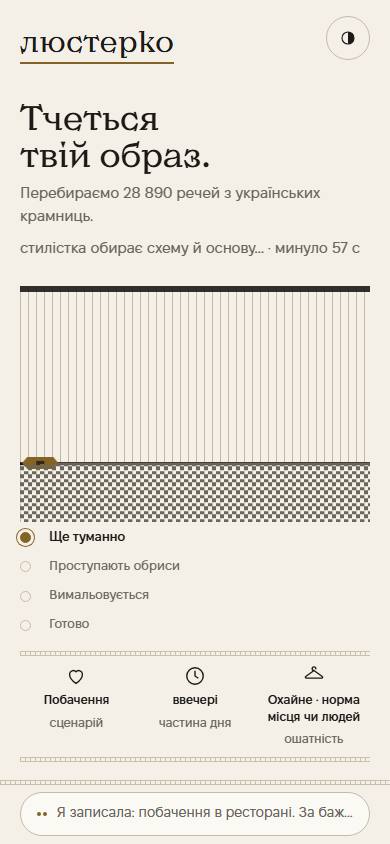 люстерко
Тчеться
твій образ.
Перебираємо 28 890 речей з українських
крамниць.
стилістка обирає схему й основу... · минуло 57 с
Ще туманно
Проступають обриси
Вимальовується
Готово
Побачення
сценарій
ввечері
частина дня
Охайне · норма
місця чи людей
ошатність
Я записала: побачення в ресторані. За баж...